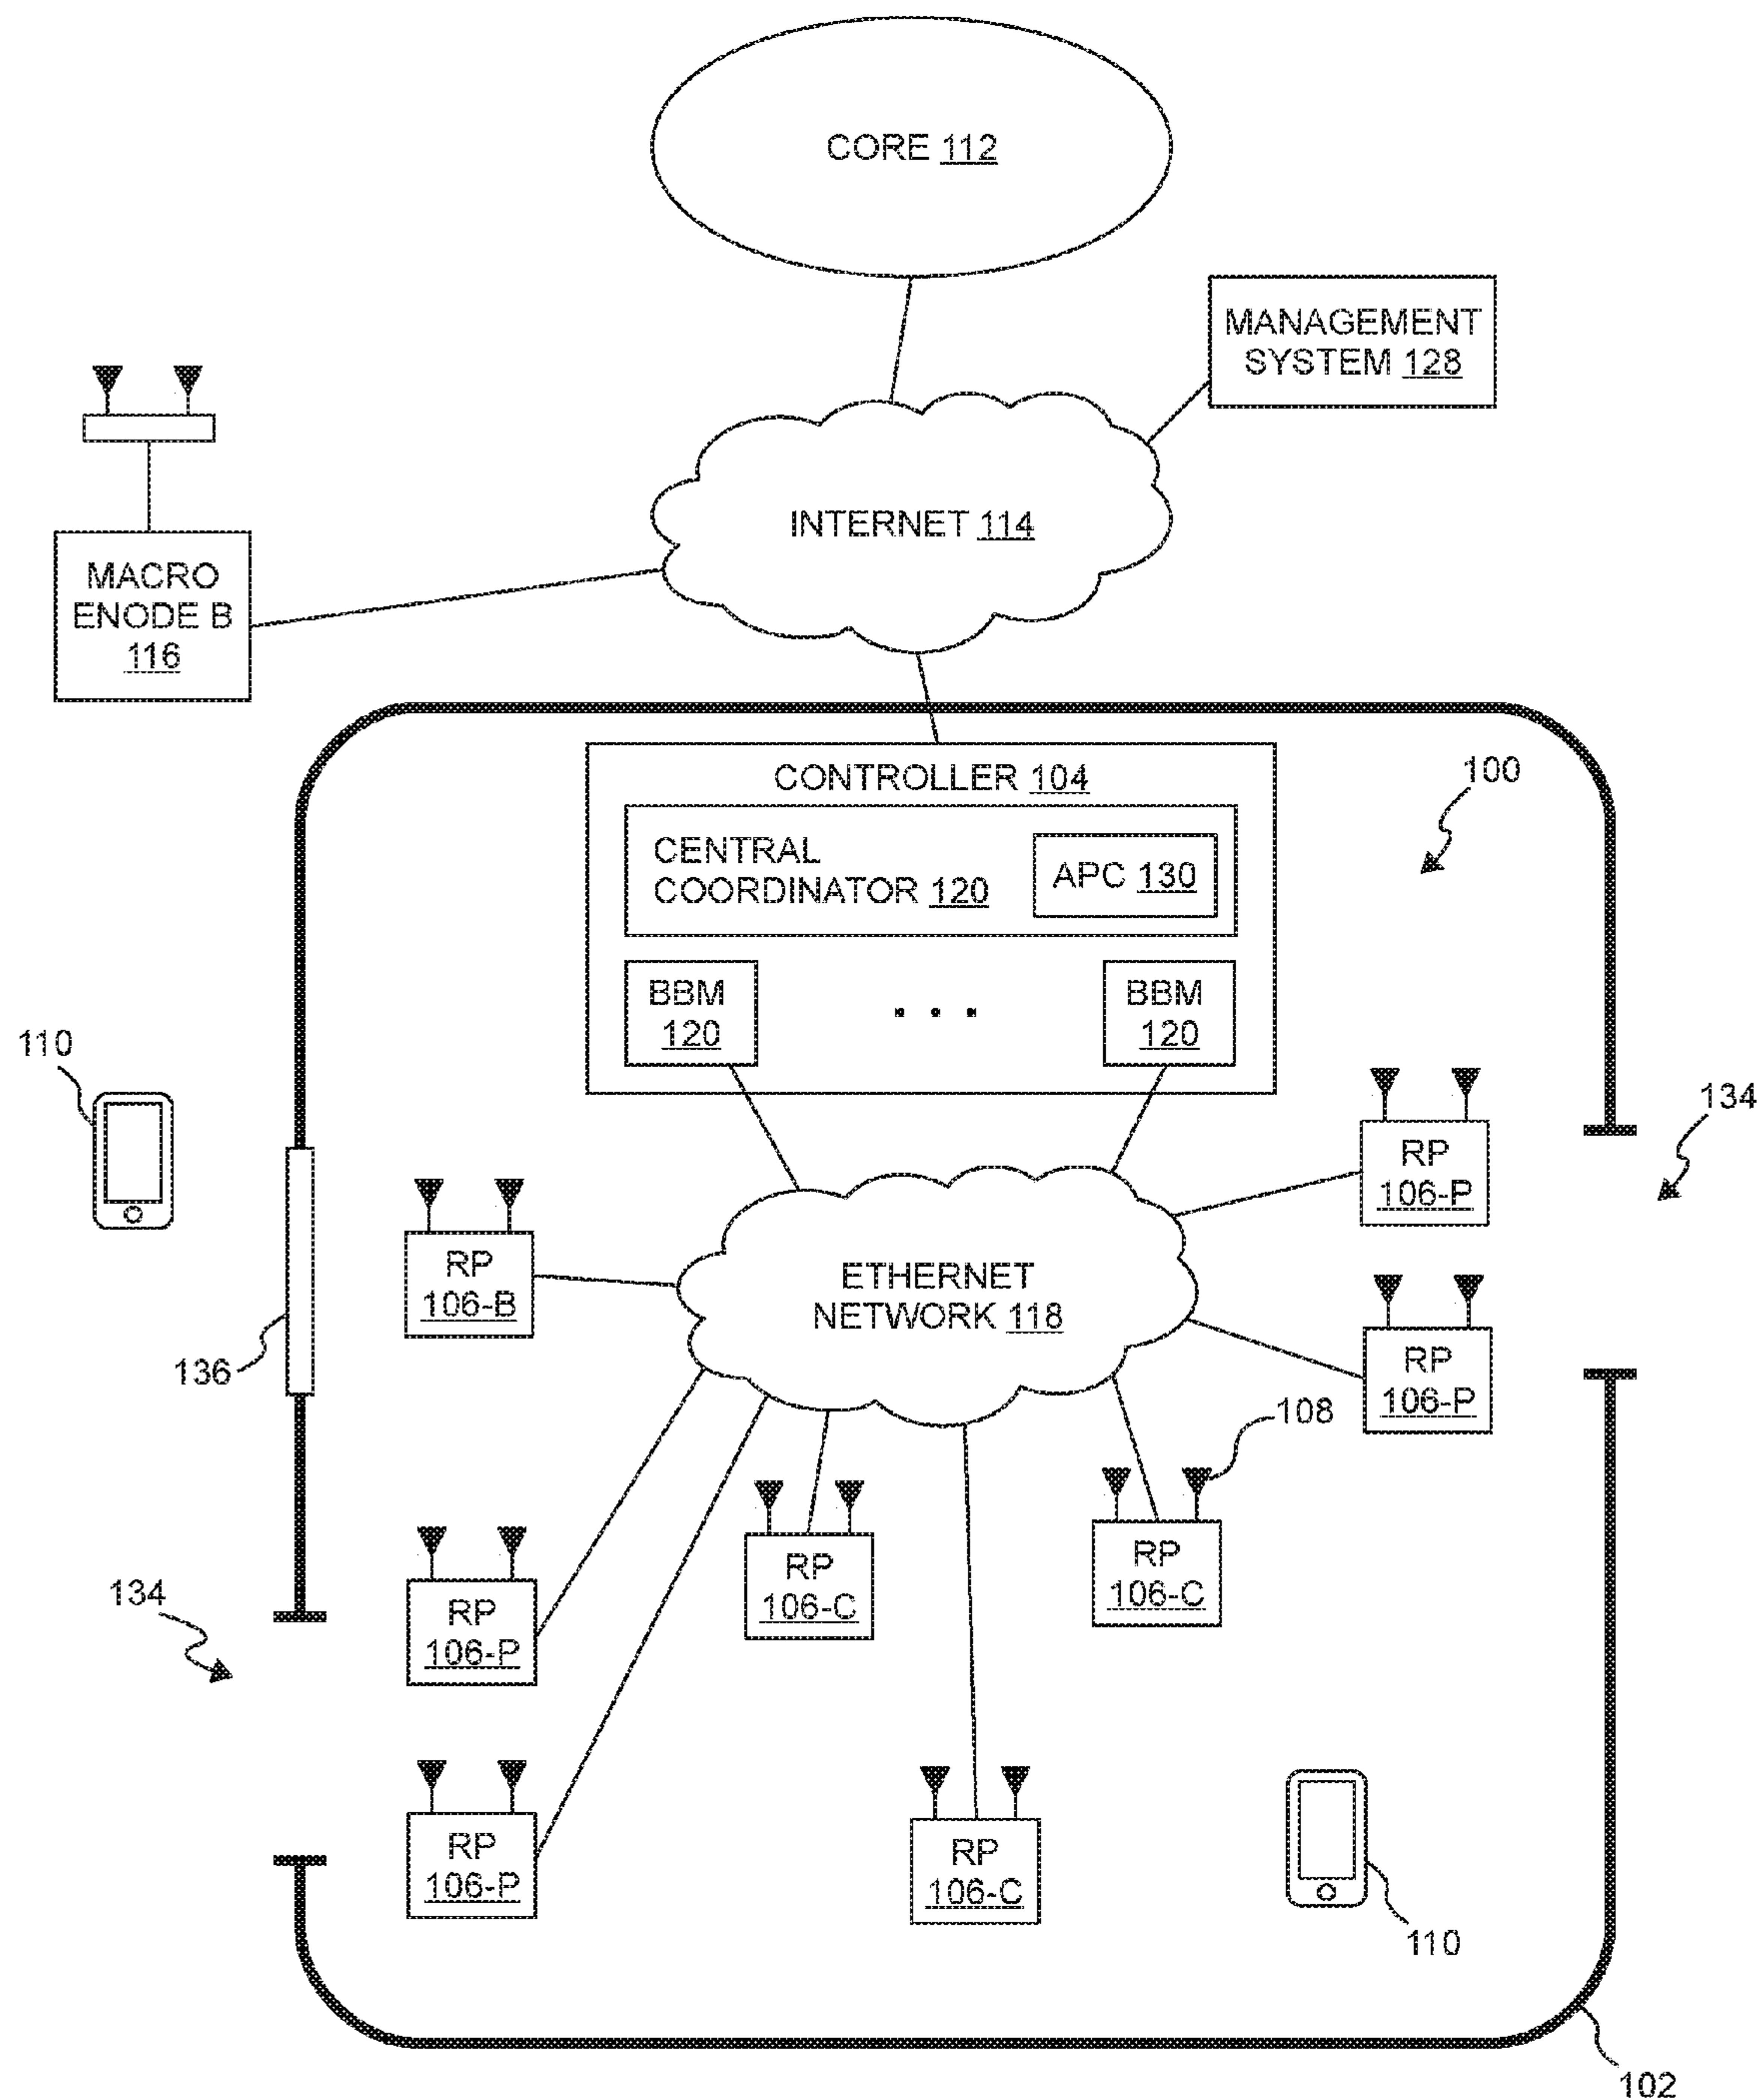 CORE 112
MANAGEMENT
SYSTEM 128
INTERNET 114
MACRO
ENODE B
116
CONTROLLER 104
100
CENTRAL
COORDINATOR 120
APC 130
BBM
120
. . .
BBM
120
110
134
RP
106-P
RP
106-B
ETHERNET
NETWORK 118
RP
106-P
136
108
RP
106-C
RP
106-C
RP
106-P
134
RP
106-P
RP
106-C
110
102